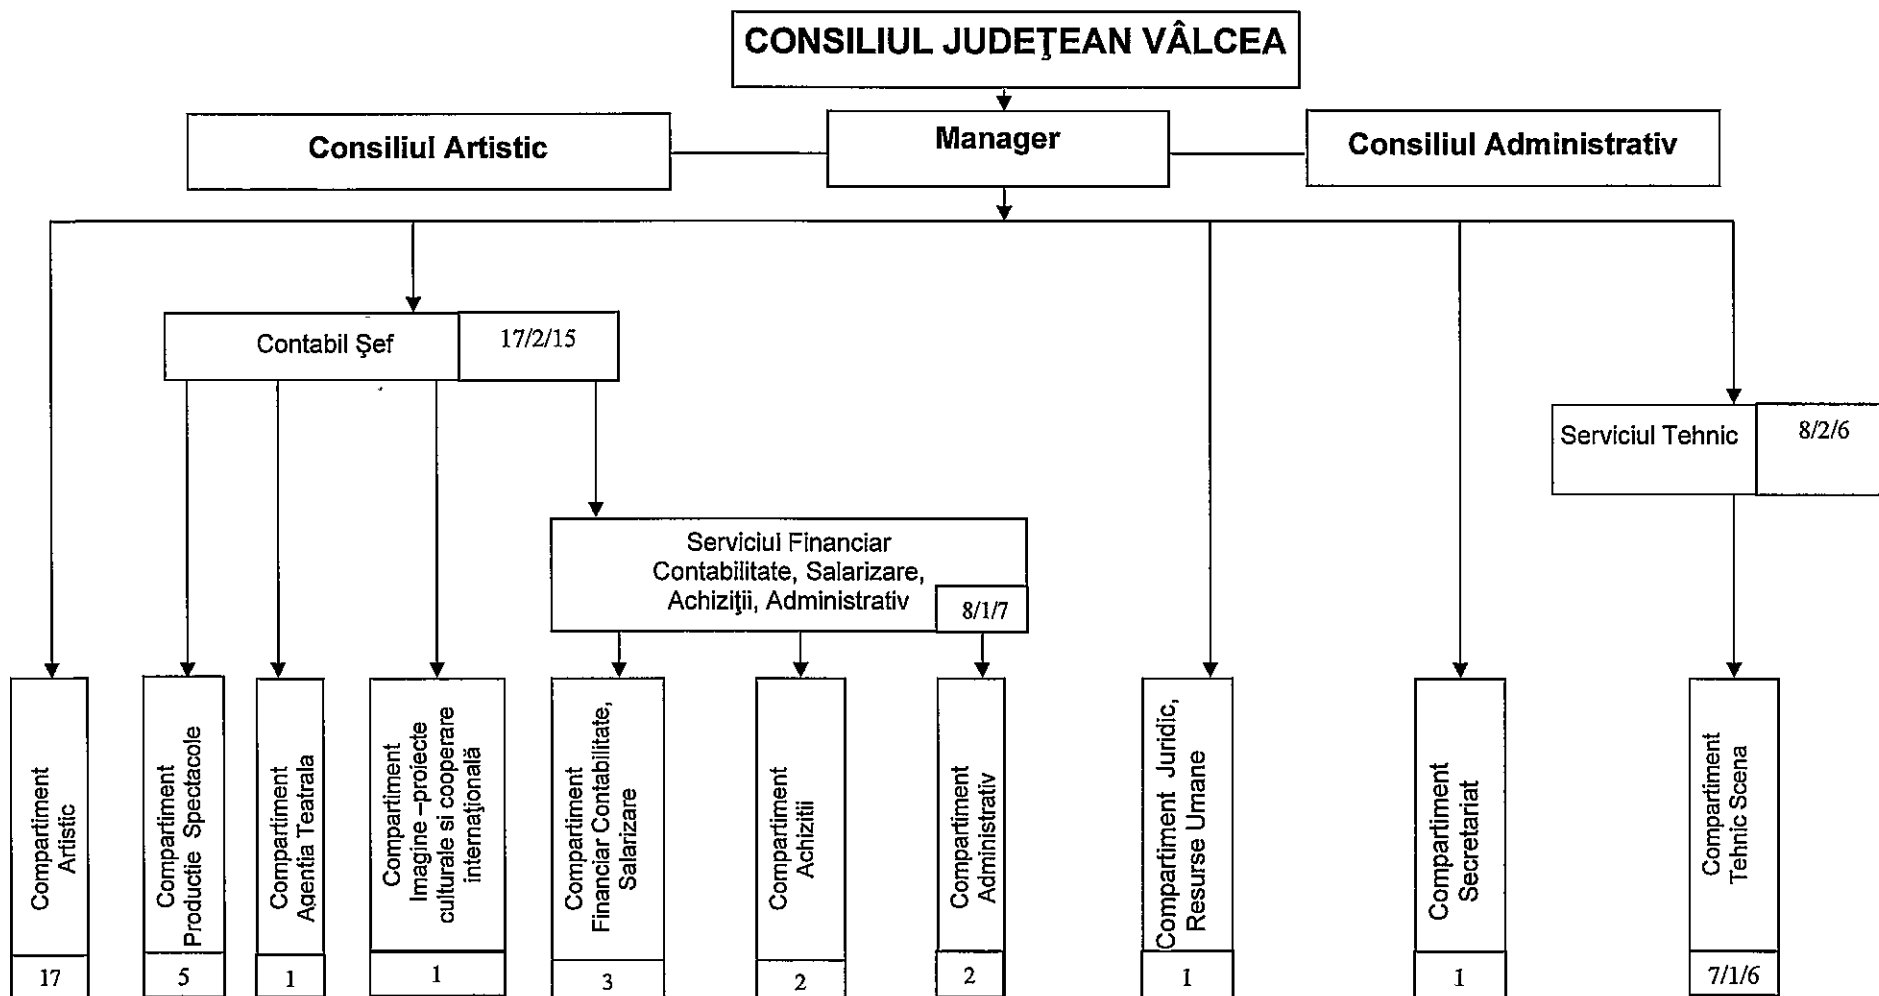 CONSILIUL JUDEŢEAN VÂLCEA
Consiliul Artistic
Manager
Consiliul Administrativ
Contabil Şef
17/2/15
Serviciul Tehnic
8/2/6
Serviciul Financiar
Contabilitate, Salarizare,
Achiziţii, Administrativ
8/1/7
Compartiment
Artistic
17
Compartiment
Productie Spectacole
5
Compartiment
Agentia Teatrala
1
Compartiment
Imagine –proiecte
culturale si cooperare
internaţională
1
Compartiment
Financiar Contabilitate,
Salarizare
3
Compartiment
Achizitii
2
Compartiment
Administrativ
2
Compartiment Juridic,
Resurse Umane
1
Compartiment
Secretariat
1
Compartiment
Tehnic Scena
7/1/6